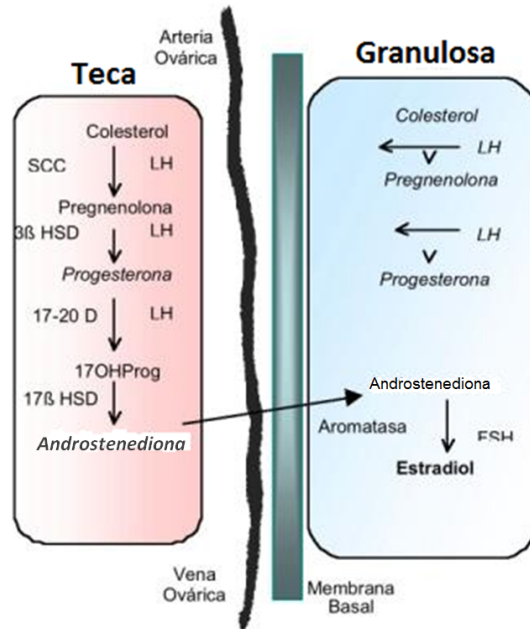 Teca
Colesterol
SCC
LH
Pregnenolona
3ß HSD
LH
Progesterona
17-20 D
LH
17OHProg
17ß HSD
Androstenediona
Arteria
Ovárica
Vena
Ovárica
Membrana
Basal
Granulosa
Colesterol
LH
Pregnenolona
LH
Progesterona
Androstenediona
Aromatasa
FSH
Estradiol